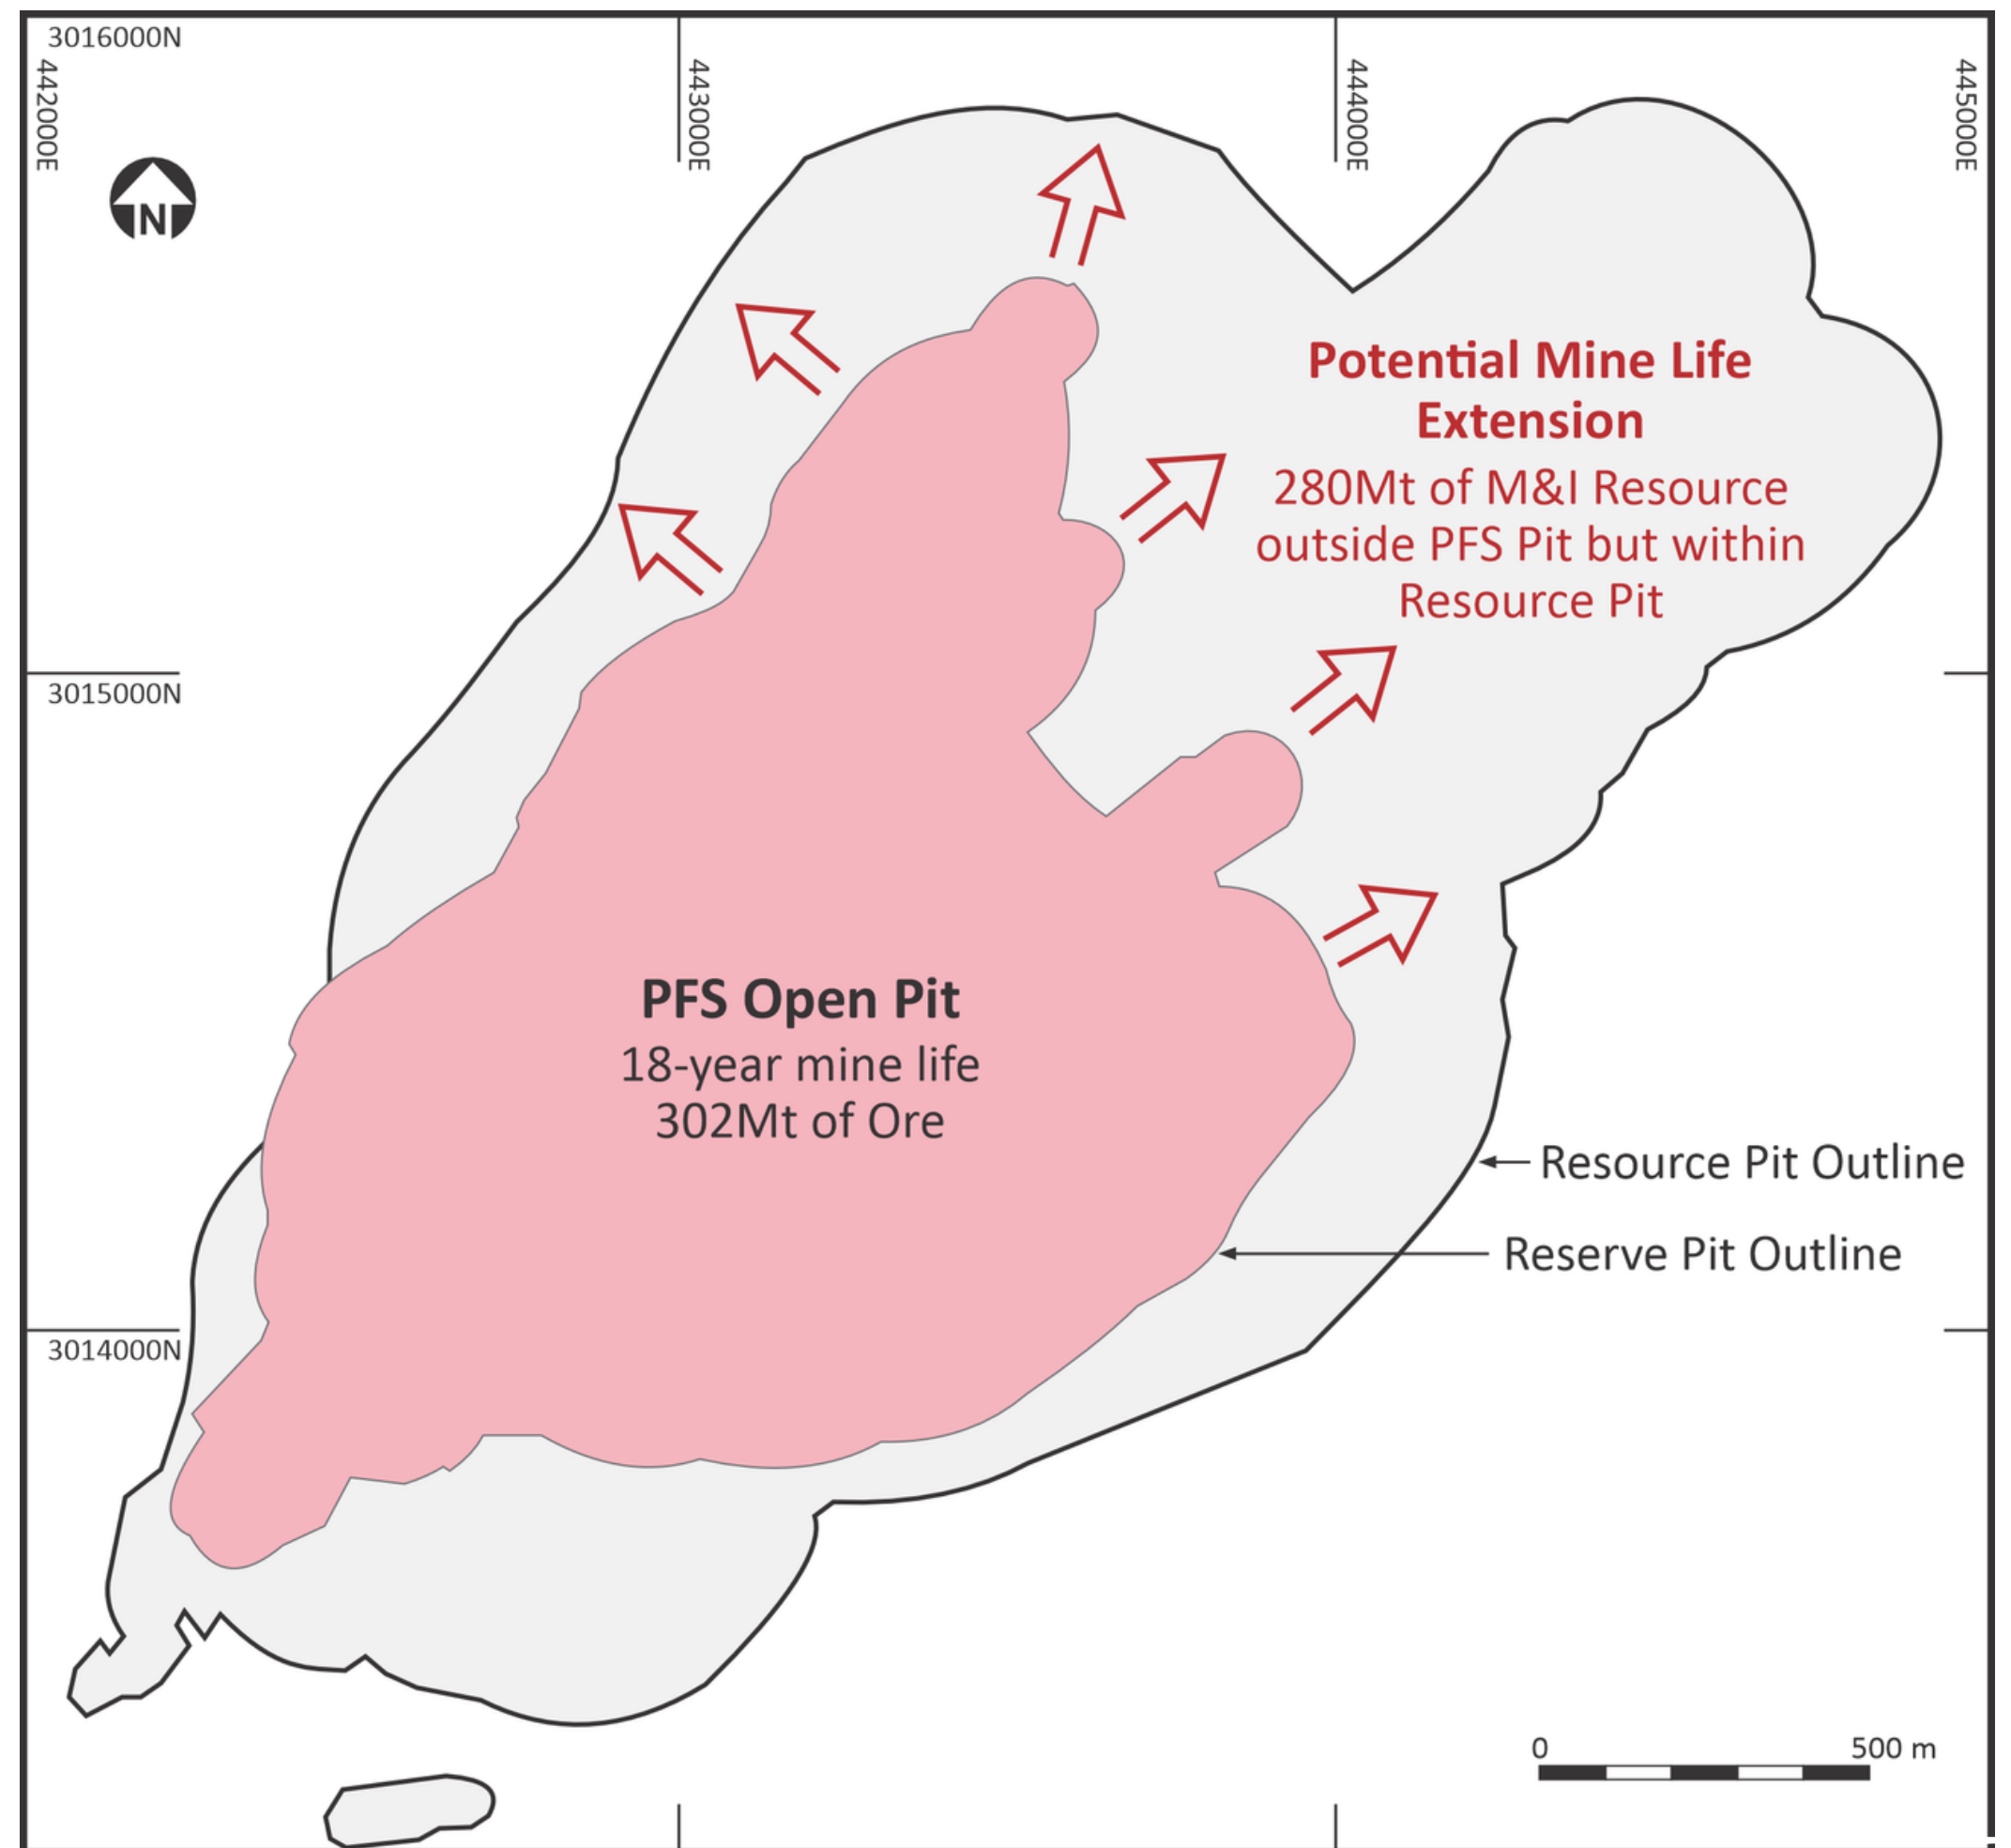 3016000N
442000E
443000E
444000E
445000E
N
Potential Mine Life
Extension
280Mt of M&I Resource
outside PFS Pit but within
Resource Pit
3015000N
PFS Open Pit
18-year mine life
302Mt of Ore
Resource Pit Outline
Reserve Pit Outline
3014000N
0
500 m